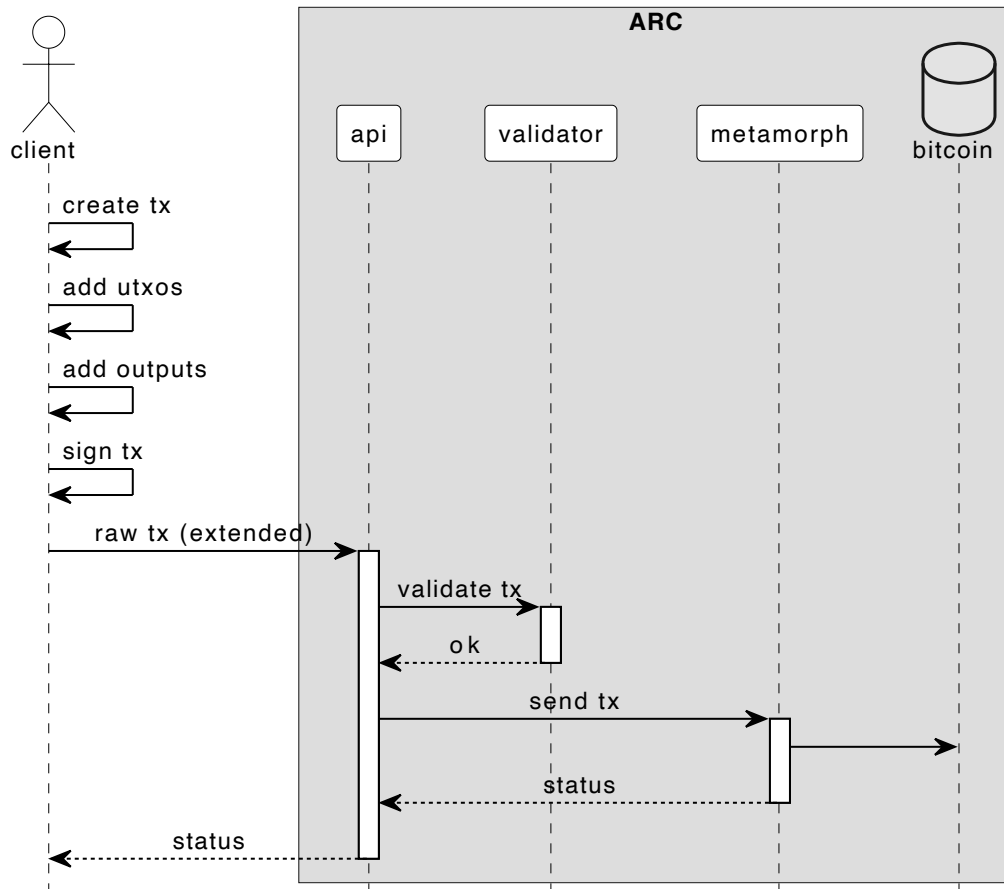 ARC
client
api
validator
metamorph
bitcoin
create tx
add utxos
add outputs
sign tx
raw tx (extended)
validate tx
ok
send tx
status
status